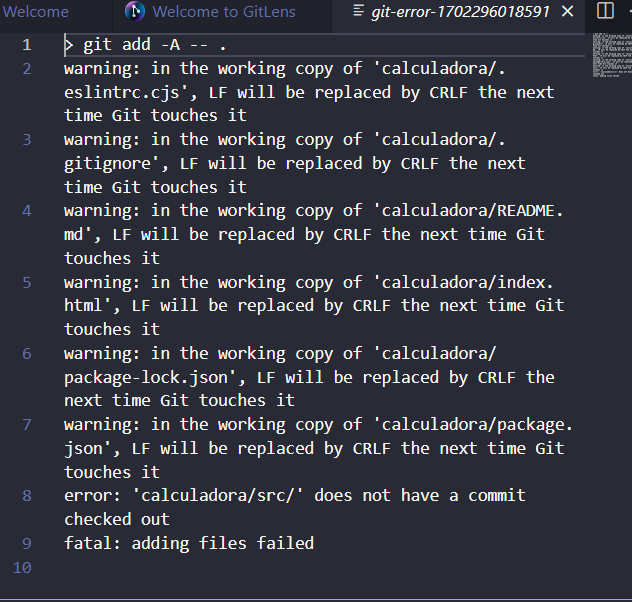 Welcome Welcome to GitLens git-error-1702296018591
1 > git add -A -- .
2 warning: in the working copy of 'calculadora/.
eslintrc.cjs', LF will be replaced by CRLF the next
time Git touches it
3 warning: in the working copy of 'calculadora/.
gitignore', LF will be replaced by CRLF the next
time Git touches it
4 warning: in the working copy of 'calculadora/README.
md', LF will be replaced by CRLF the next time Git
touches it
5 warning: in the working copy of 'calculadora/index.
html', LF will be replaced by CRLF the next time Git
touches it
6 warning: in the working copy of 'calculadora/
package-lock.json', LF will be replaced by CRLF the
next time Git touches it
7 warning: in the working copy of 'calculadora/package.
json', LF will be replaced by CRLF the next time Git
touches it
8 error: 'calculadora/src/' does not have a commit
checked out
9 fatal: adding files failed
10